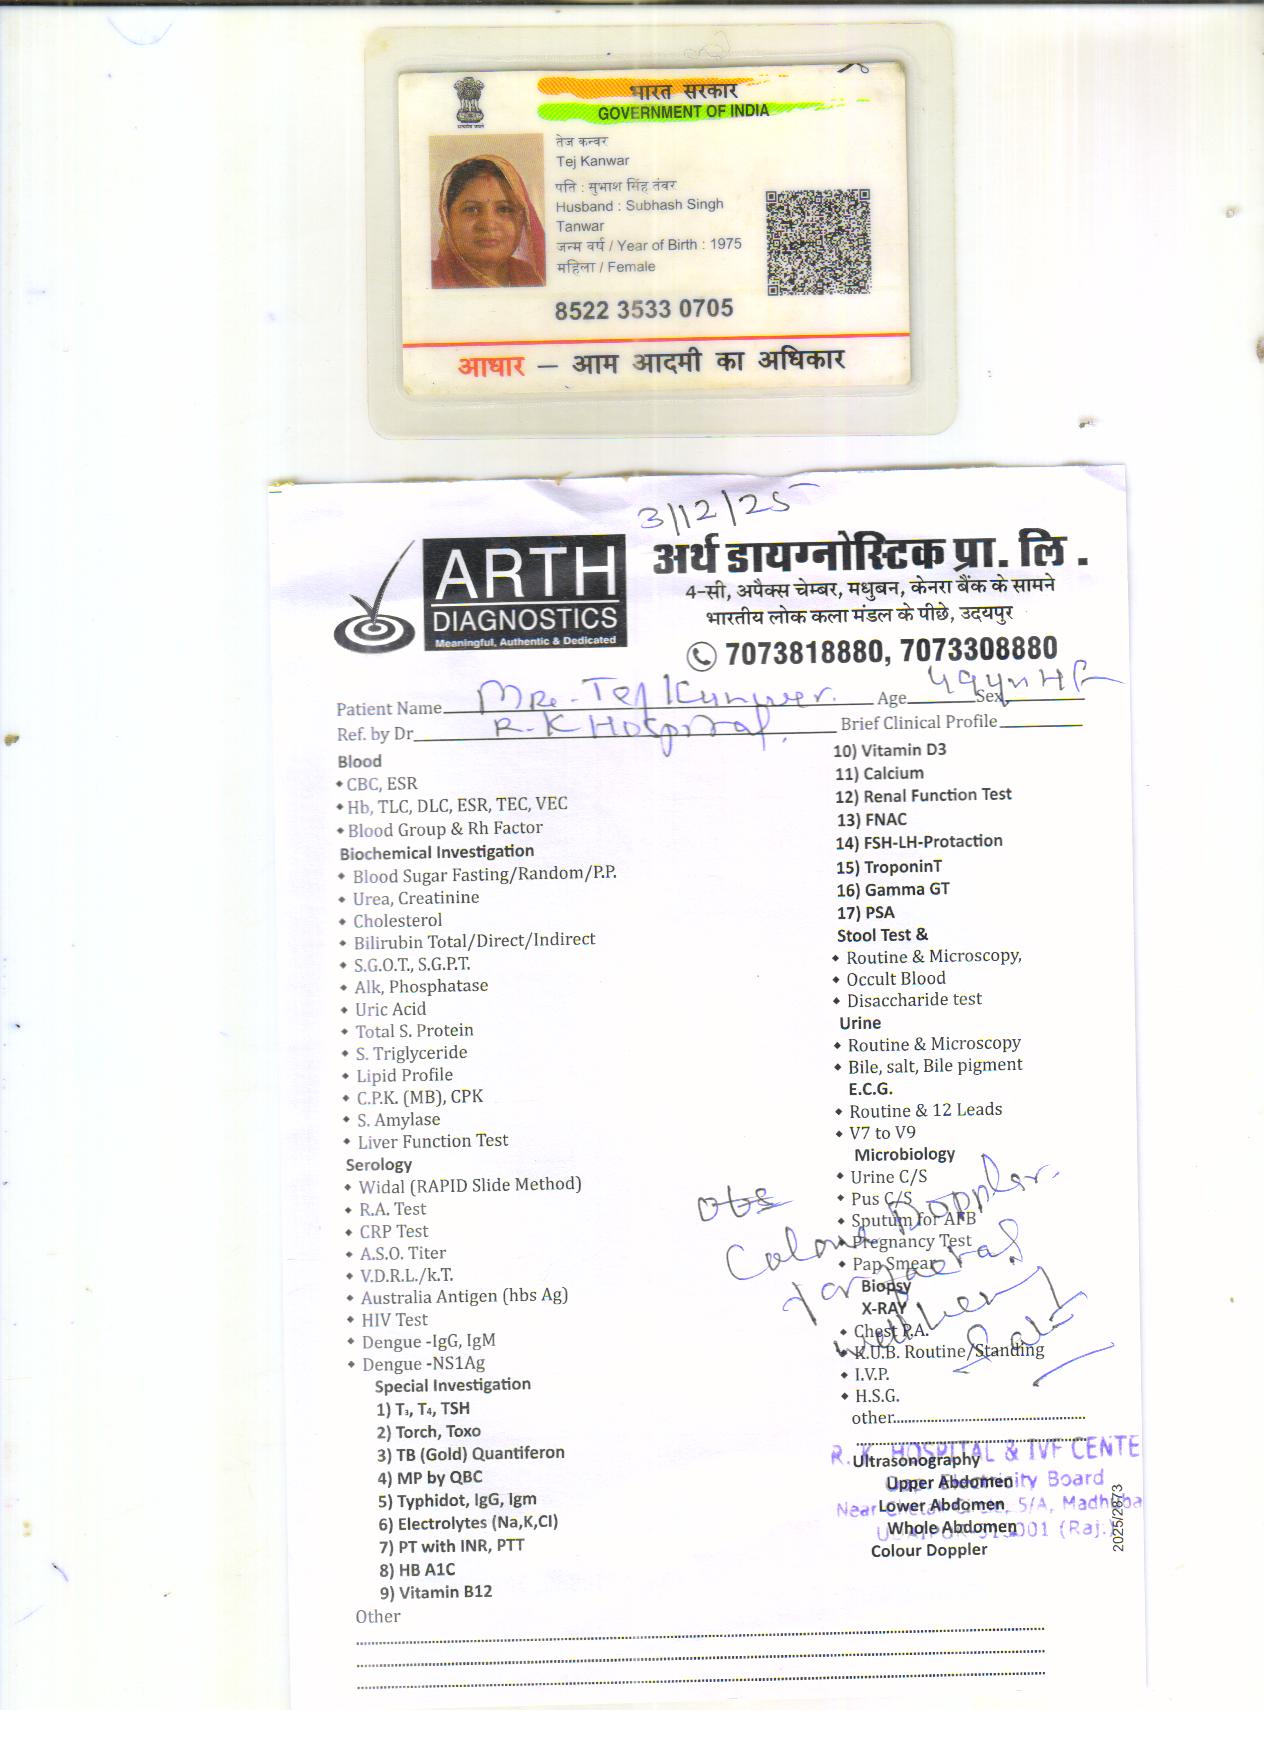 भारत सरकार
GOVERNMENT OF INDIA
तेज कन्वर
Tej Kanwar
पति : सुभाश सिंह तंवर
Husband : Subhash Singh
Tanwar
जन्म वर्ष / Year of Birth : 1975
महिला / Female
8522 3533 0705
आधार — आम आदमी का अधिकार
3/12/25
ARTH
DIAGNOSTICS
Meaningful, Authentic & Dedicated
अर्थ डायग्नोस्टिक प्रा. लि .
4-सी, अपैक्स चेम्बर, मधुबन, केनरा बैंक के सामने
भारतीय लोक कला मंडल के पीछे, उदयपुर
7073818880, 7073308880
Patient Name Tej Kunwer. Age Sex
Ref. by Dr R.K Hospital. Brief Clinical Profile
Blood
CBC, ESR
Hb, TLC, DLC, ESR, TEC, VEC
Blood Group & Rh Factor
Biochemical Investigation
Blood Sugar Fasting/Random/P.P.
Urea, Creatinine
Cholesterol
Bilirubin Total/Direct/Indirect
S.G.O.T., S.G.P.T.
Alk, Phosphatase
Uric Acid
Total S. Protein
S. Triglyceride
Lipid Profile
C.P.K. (MB), CPK
S. Amylase
Liver Function Test
Serology
Widal (RAPID Slide Method)
R.A. Test
CRP Test
A.S.O. Titer
V.D.R.L./k.T.
Australia Antigen (hbs Ag)
HIV Test
Dengue -IgG, IgM
Dengue -NS1Ag
Special Investigation
1) T3, T4, TSH
2) Torch, Toxo
3) TB (Gold) Quantiferon
4) MP by QBC
5) Typhidot, IgG, Igm
6) Electrolytes (Na,K,Cl)
7) PT with INR, PTT
8) HB A1C
9) Vitamin B12
Other
10) Vitamin D3
11) Calcium
12) Renal Function Test
13) FNAC
14) FSH-LH-Protaction
15) TroponinT
16) Gamma GT
17) PSA
Stool Test &
Routine & Microscopy,
Occult Blood
Disaccharide test
Urine
Routine & Microscopy
Bile, salt, Bile pigment
E.C.G.
Routine & 12 Leads
V7 to V9
Microbiology
Urine C/S
Pus C/S
Sputum for AFB
Pregnancy Test
Pap Smear
Biopsy
X-RAY
Chest P.A.
K.U.B. Routine/Standing
I.V.P.
H.S.G.
other
Ultrasonography
Upper Abdomen
Lower Abdomen
Whole Abdomen
Colour Doppler
Obs
Colour Doppler.
for faetal
wellbeing
R. K. HOSPITAL & IVF CENTE
Opp. Electricity Board
5/A, Madhuba
UDAIPUR 313001 (Raj.)
2025/2873